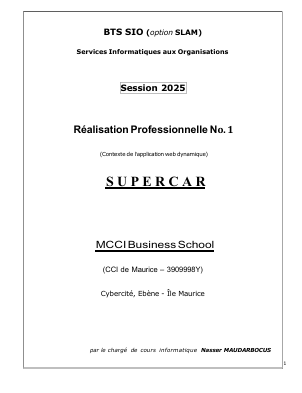 BTS SIO (option SLAM)
Services Informatiques aux Organisations
Session 2025
Réalisation Professionnelle No. 1
(Contexte de l'application web dynamique)
SUPERCAR
MCCI Business School
(CCI de Maurice – 3909998Y)
Cybercité, Ebène - Île Maurice
par le chargé de cours informatique Nasser MAUDARBOCUS
1